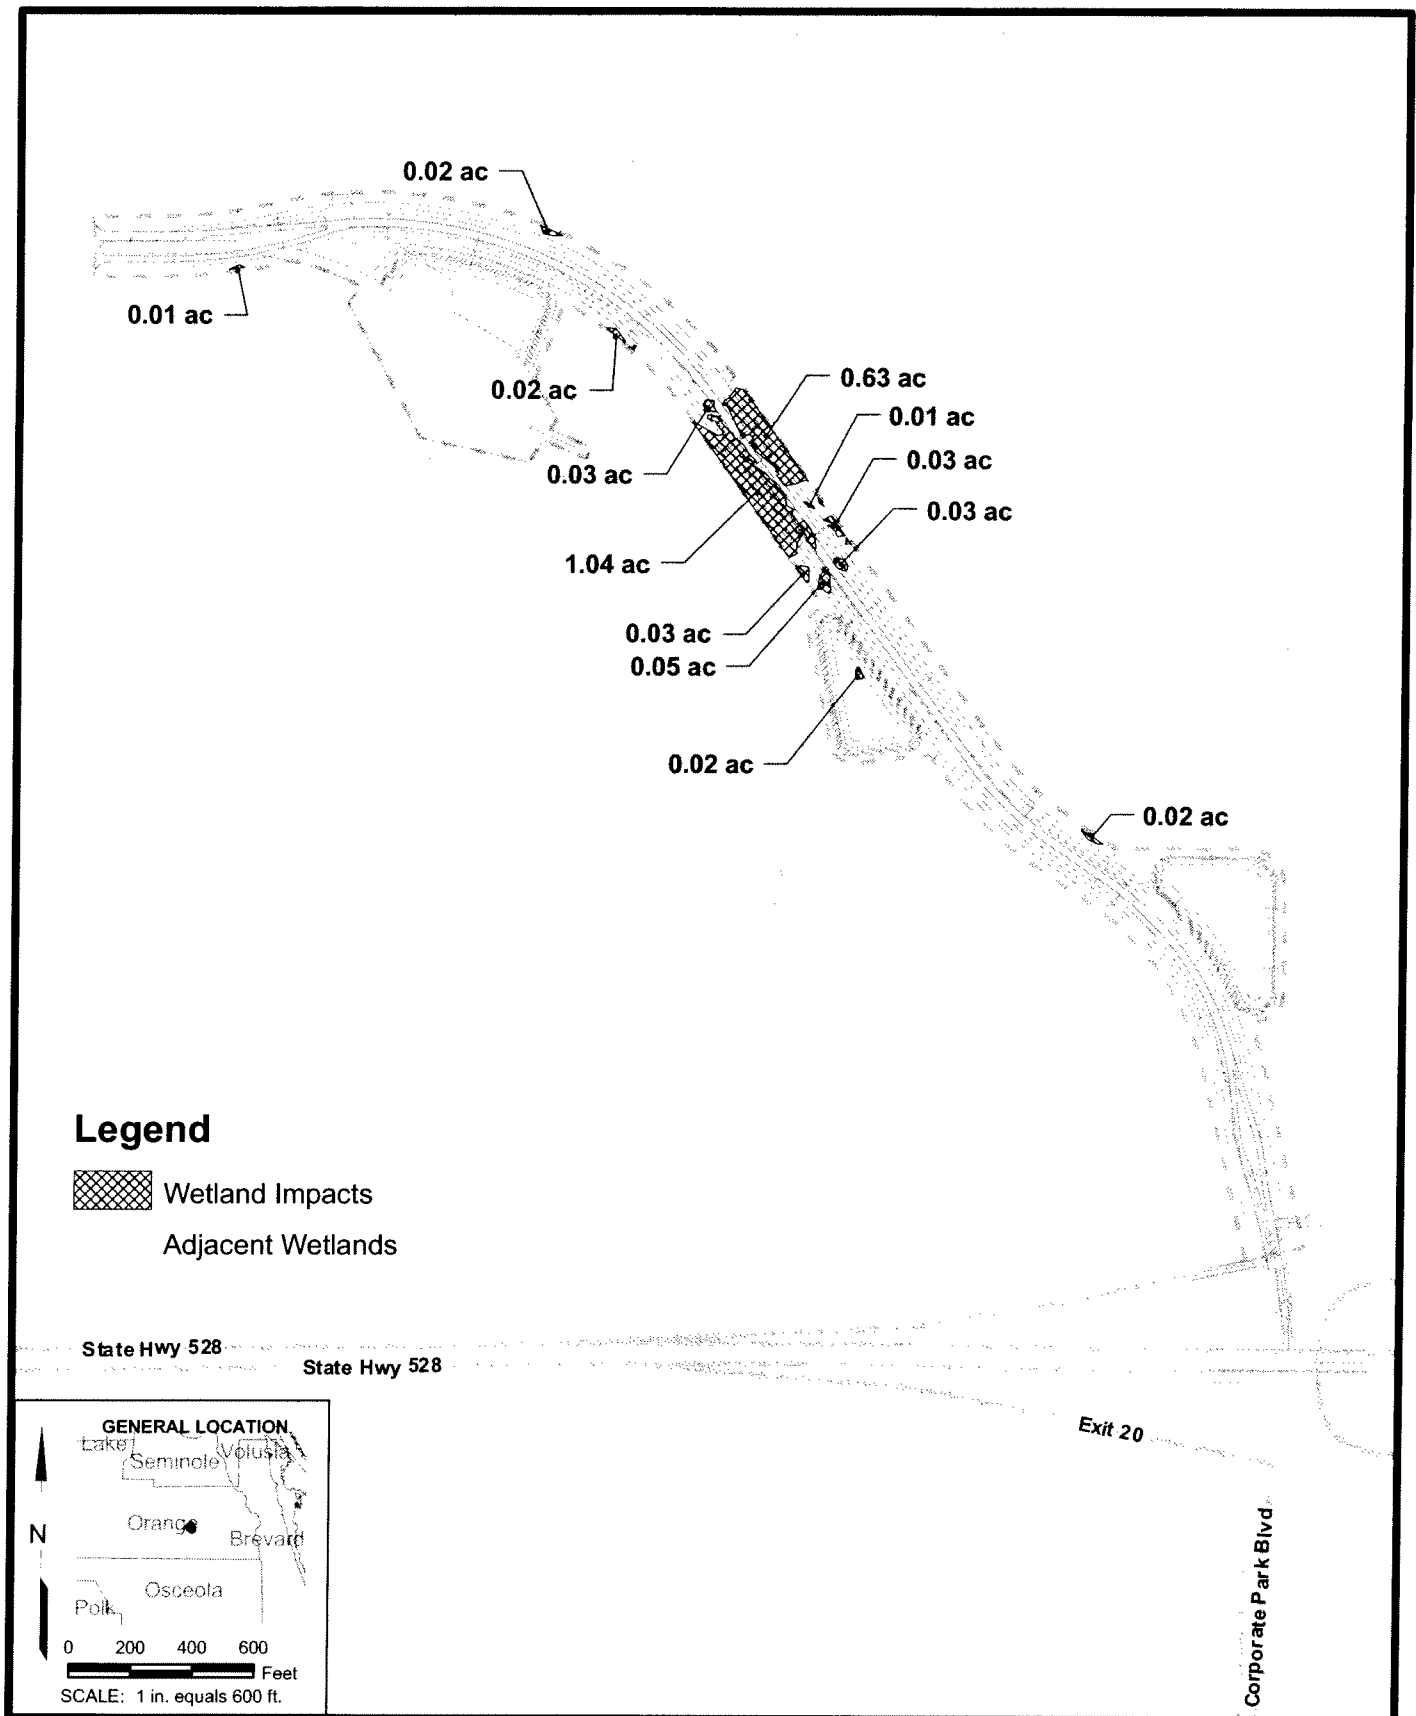 0.02 ac
0.01 ac
0.02 ac
0.63 ac
0.01 ac
0.03 ac
0.03 ac
0.03 ac
1.04 ac
0.03 ac
0.05 ac
0.02 ac
0.02 ac
Legend
Wetland Impacts
Adjacent Wetlands
State Hwy 528
State Hwy 528
Exit 20
Corporate Park Blvd
GENERAL LOCATION
Lake
Volusia
Seminole
Orange
Brevard
Osceola
Polk
N
0 200 400 600
Feet
SCALE: 1 in. equals 600 ft.